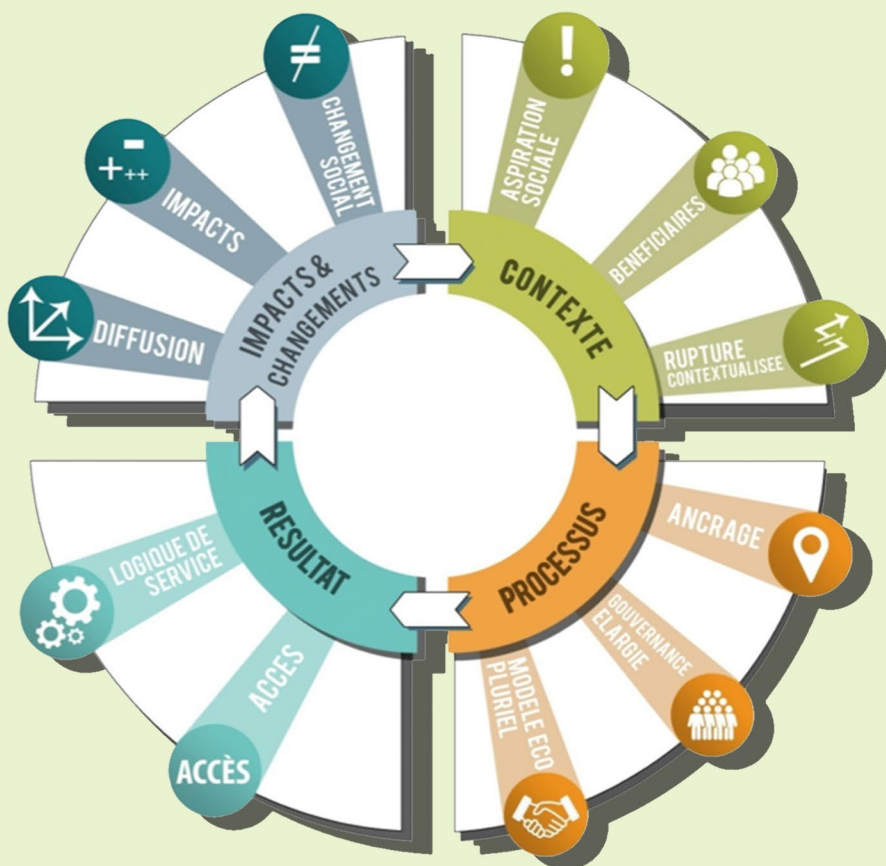 CONTEXTE
ASPIRATION
SOCIALE
BENEFICIAIRES
RUPTURE
CONTEXTUALISEE
PROCESSUS
ANCRAGE
GOUVERNANCE
ELARGIE
MODELE ECO
PLURIEL
RESULTAT
ACCES
ACCÈS
LOGIQUE DE
SERVICE
IMPACTS &
CHANGEMENTS
DIFFUSION
IMPACTS
CHANGEMENT
SOCIAL